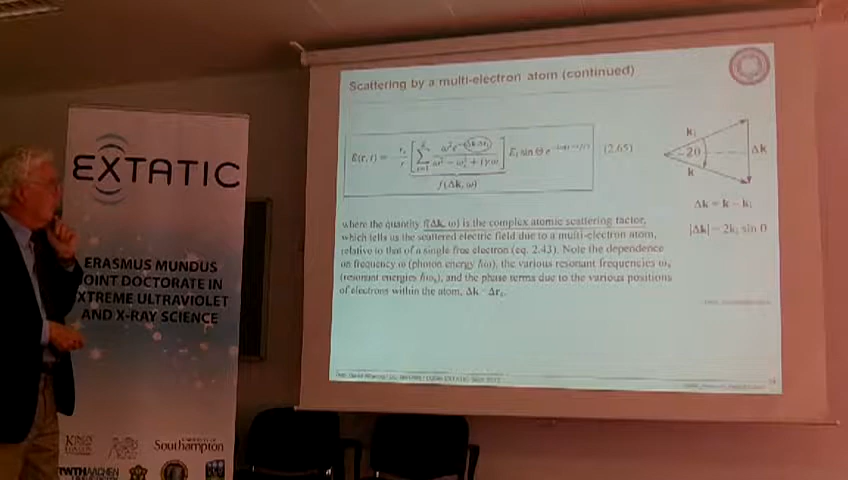 Scattering by a multi-electron atom (continued)
(2.65)
f(Δk, ω)
where the quantity f(Δk, ω) is the complex atomic scattering factor,
which tells us the scattered electric field due to a multi-electron atom,
relative to that of a single free electron (eq. 2.43). Note the dependence
on frequency ω (photon energy ħω), the various resonant frequencies ωₛ
(resonant energies ħωₛ), and the phase terms due to the various positions
of electrons within the atom, Δk · Δrₛ.
kᵢ
2θ
Δk
k
Δk = k – kᵢ
|Δk| = 2kᵢ sin θ
EXTATIC
ERASMUS MUNDUS
JOINT DOCTORATE IN
EXTREME ULTRAVIOLET
AND X-RAY SCIENCE
Southampton
RWTHAACHEN